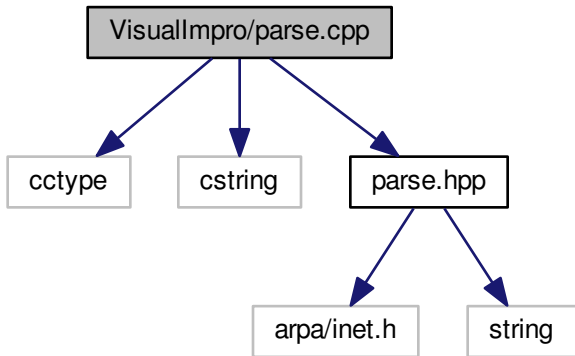 VisualImpro/parse.cpp
cctype
cstring
parse.hpp
arpa/inet.h
string